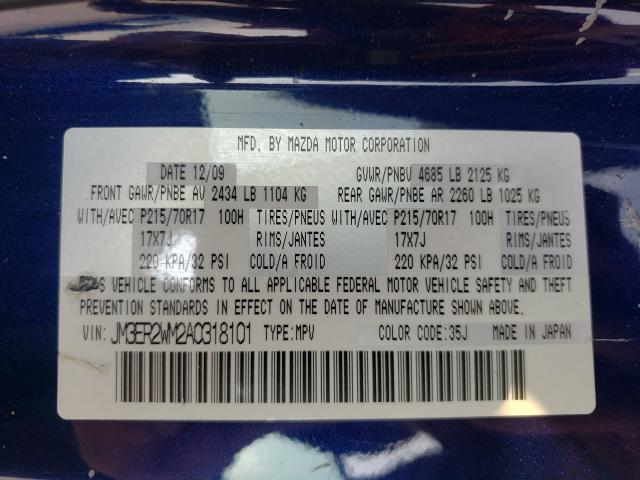 MFD. BY MAZDA MOTOR CORPORATION
DATE 12/09 GVWR/PNBV 4685 LB 2125 KG
FRONT GAWR/PNBE AV 2434 LB 1104 KG REAR GAWR/PNBE AR 2260 LB 1025 KG
WITH/AVEC P215/70R17 100H TIRES/PNEUS WITH/AVEC P215/70R17 100H TIRES/PNEUS
17X7J RIMS/JANTES 17X7J RIMS/JANTES
220 KPA/32 PSI COLD/A FROID 220 KPA/32 PSI COLD/A FROID
VEHICLE CONFORMS TO ALL APPLICABLE FEDERAL MOTOR VEHICLE SAFETY AND THEFT
PREVENTION STANDARDS IN EFFECT ON THE DATE OF MANUFACTURE SHOWN ABOVE.
VIN: JM3ER2WM2A0318101 TYPE:MPV COLOR CODE:35J MADE IN JAPAN